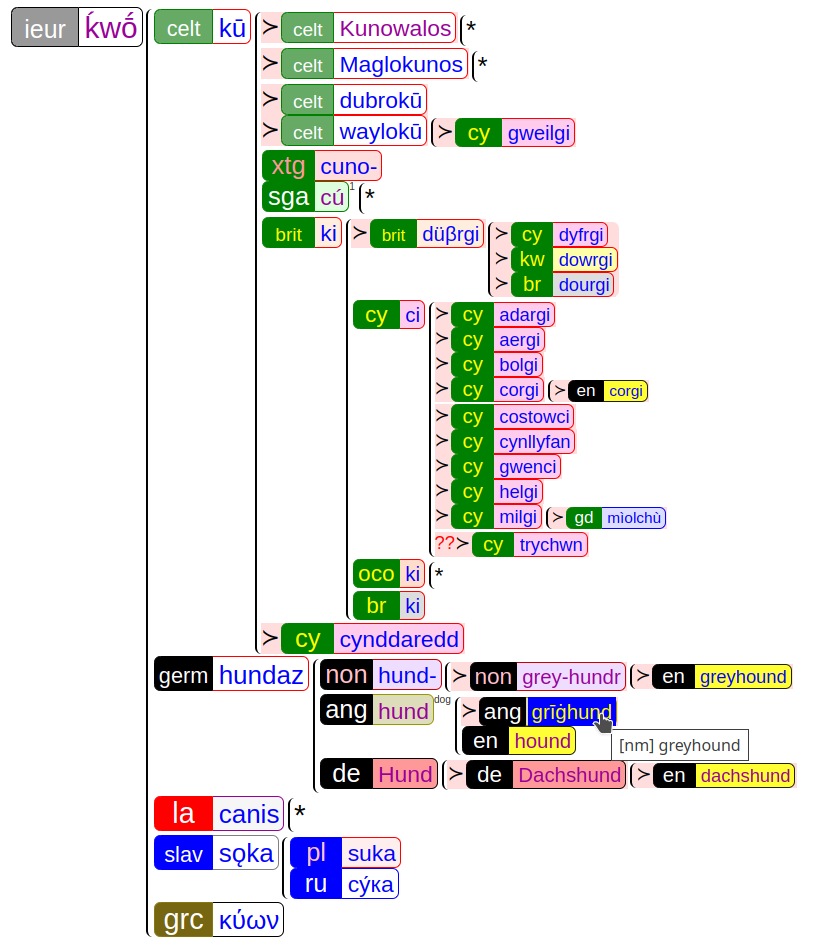 ieur ḱwṓ celt kū ≻ celt Kunowalos *
≻ celt Maglokunos *
≻ celt dubrokū
≻ celt waylokū ≻ cy gweilgi
xtg cuno-
sga cú 1 *
brit ki ≻ brit düβrgi ≻ cy dyfrgi
≻ kw dowrgi
≻ br dourgi
cy ci ≻ cy adargi
≻ cy aergi
≻ cy bolgi
≻ cy corgi ≻ en corgi
≻ cy costowci
≻ cy cynllyfan
≻ cy gwenci
≻ cy helgi
≻ cy milgi ≻ gd mìolchù
??≻ cy trychwn
oco ki *
br ki
≻ cy cynddaredd
germ hundaz non hund- ≻ non grey-hundr ≻ en greyhound
ang hund dog ≻ ang grīġhund
en hound
[nm] greyhound
de Hund ≻ de Dachshund ≻ en dachshund
la canis *
slav sǫka pl suka
ru су́ка
grc κύων